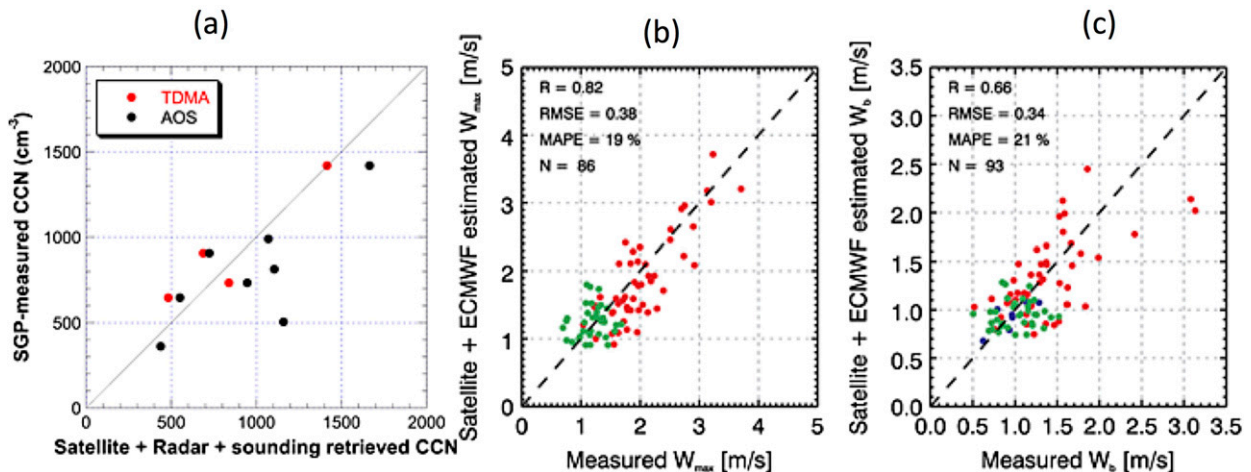 (a)
2000
1500
1000
500
0
0 500 1000 1500 2000
TDMA
AOS
SGP-measured CCN (cm⁻³)
Satellite + Radar + sounding retrieved CCN
(b)
R = 0.82
RMSE = 0.38
MAPE = 19 %
N = 86
5
4
3
2
1
0
0 1 2 3 4 5
Satellite + ECMWF estimated Wmax [m/s]
Measured Wmax [m/s]
(c)
R = 0.66
RMSE = 0.34
MAPE = 21 %
N = 93
3.5
3.0
2.5
2.0
1.5
1.0
0.5
0.0
0.0 0.5 1.0 1.5 2.0 2.5 3.0 3.5
Satellite + ECMWF estimated Wb [m/s]
Measured Wb [m/s]